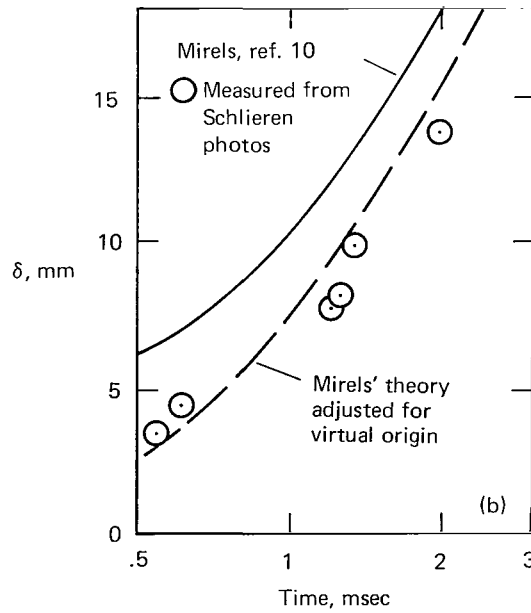 Mirels, ref. 10
Measured from
Schlieren
photos
15
10
δ, mm
5
0
Mirels' theory
adjusted for
virtual origin
(b)
.5
1
2
3
Time, msec